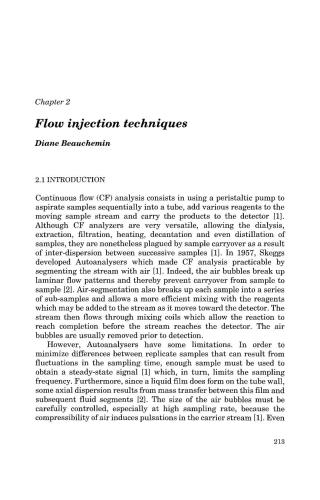 Chapter 2
Flow injection techniques
Diane Beauchemin
2.1 INTRODUCTION
Continuous flow (CF) analysis consists in using a peristaltic pump to
aspirate samples sequentially into a tube, add various reagents to the
moving sample stream and carry the products to the detector [1].
Although CF analyzers are very versatile, allowing the dialysis,
extraction, filtration, heating, decantation and even distillation of
samples, they are nonetheless plagued by sample carryover as a result
of inter-dispersion between successive samples [1]. In 1957, Skeggs
developed Autoanalysers which made CF analysis practicable by
segmenting the stream with air [1]. Indeed, the air bubbles break up
laminar flow patterns and thereby prevent carryover from sample to
sample [2]. Air-segmentation also breaks up each sample into a series
of sub-samples and allows a more efficient mixing with the reagents
which may be added to the stream as it moves toward the detector. The
stream then flows through mixing coils which allow the reaction to
reach completion before the stream reaches the detector. The air
bubbles are usually removed prior to detection.
However, Autoanalysers have some limitations. In order to
minimize differences between replicate samples that can result from
fluctuations in the sampling time, enough sample must be used to
obtain a steady-state signal [1] which, in turn, limits the sampling
frequency. Furthermore, since a liquid film does form on the tube wall,
some axial dispersion results from mass transfer between this film and
subsequent fluid segments [2]. The size of the air bubbles must be
carefully controlled, especially at high sampling rate, because the
compressibility of air induces pulsations in the carrier stream [1]. Even
213